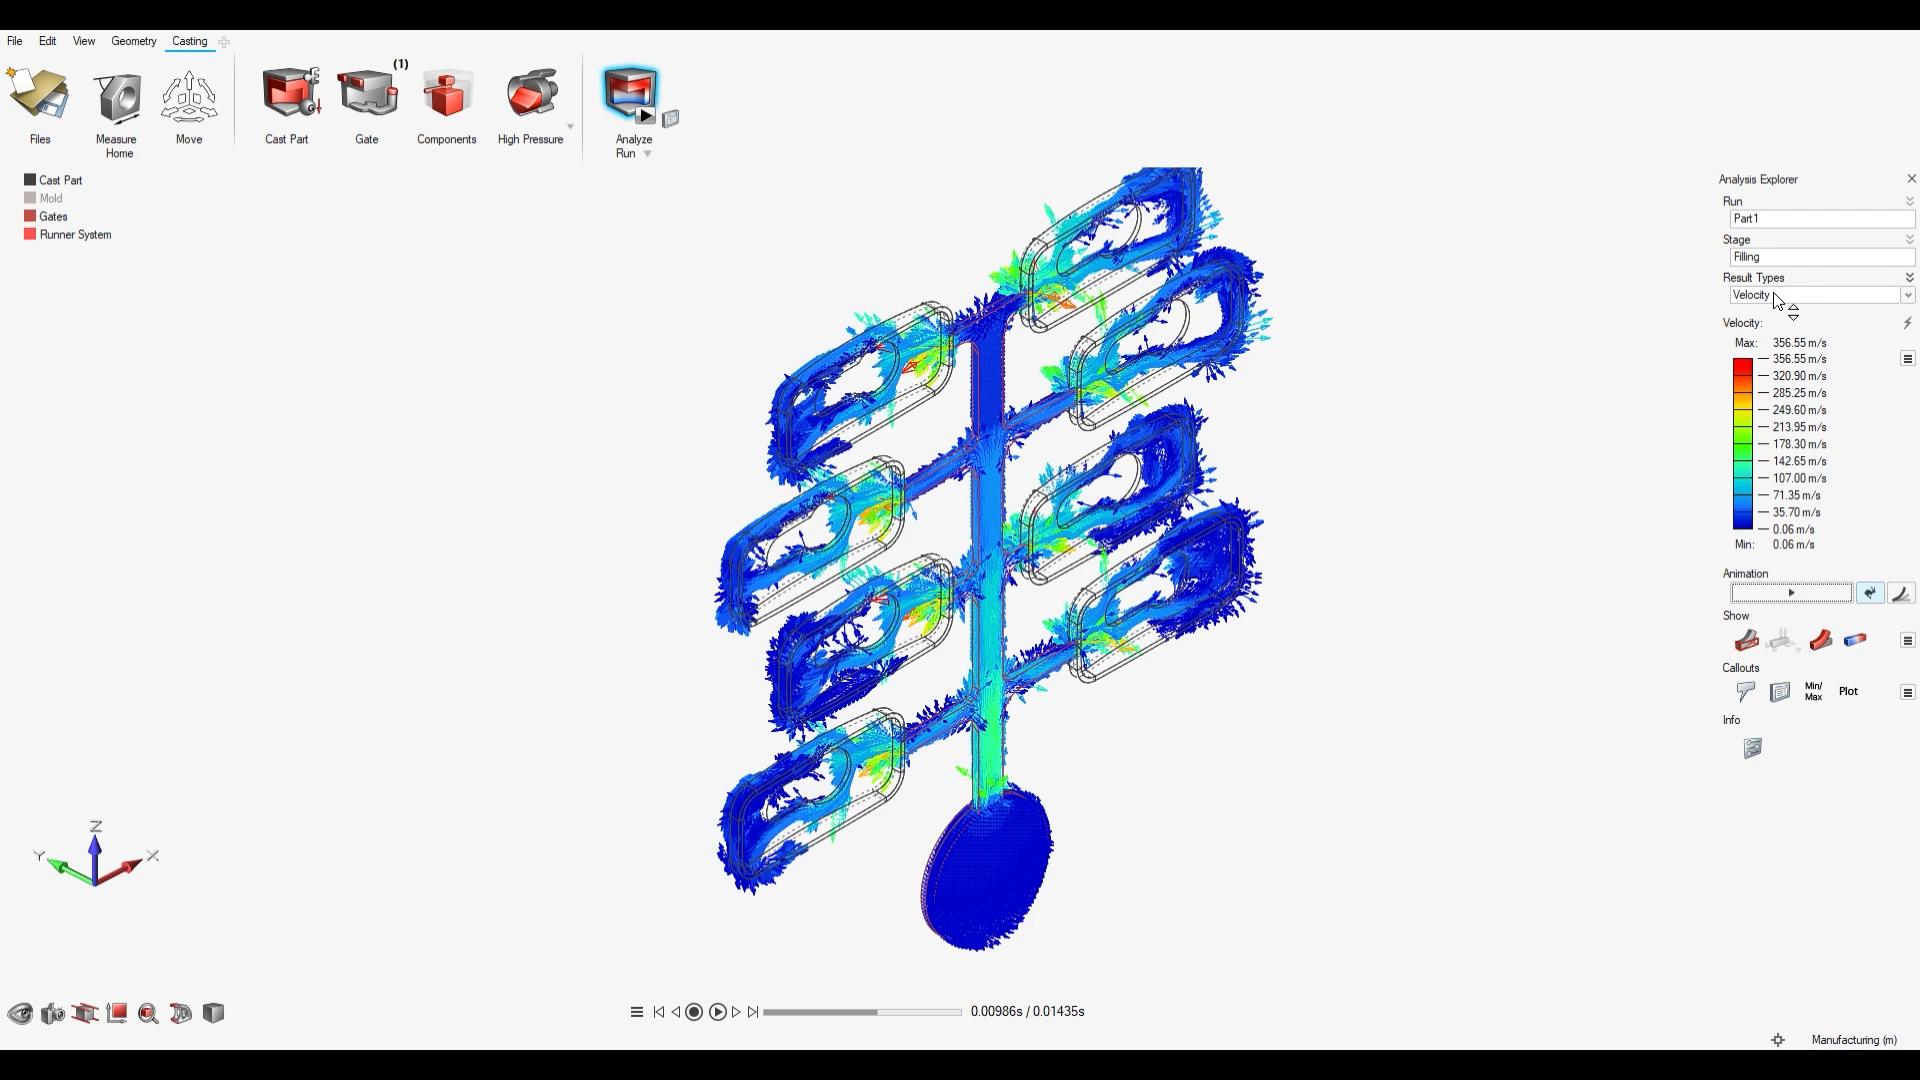 File Edit View Geometry Casting
(1)
Files
Measure
Home
Move
Cast Part
Gate
Components
High Pressure
Analyze
Run
Cast Part
Mold
Gates
Runner System
Analysis Explorer
Run
Part1
Stage
Filling
Result Types
Velocity
Velocity:
Max: 356.55 m/s
356.55 m/s
320.90 m/s
285.25 m/s
249.60 m/s
213.95 m/s
178.30 m/s
142.65 m/s
107.00 m/s
71.35 m/s
35.70 m/s
0.06 m/s
Min: 0.06 m/s
Animation
Show
Callouts
Min/
Max
Plot
Info
Z
Y
X
0.00986s / 0.01435s
Manufacturing (m)